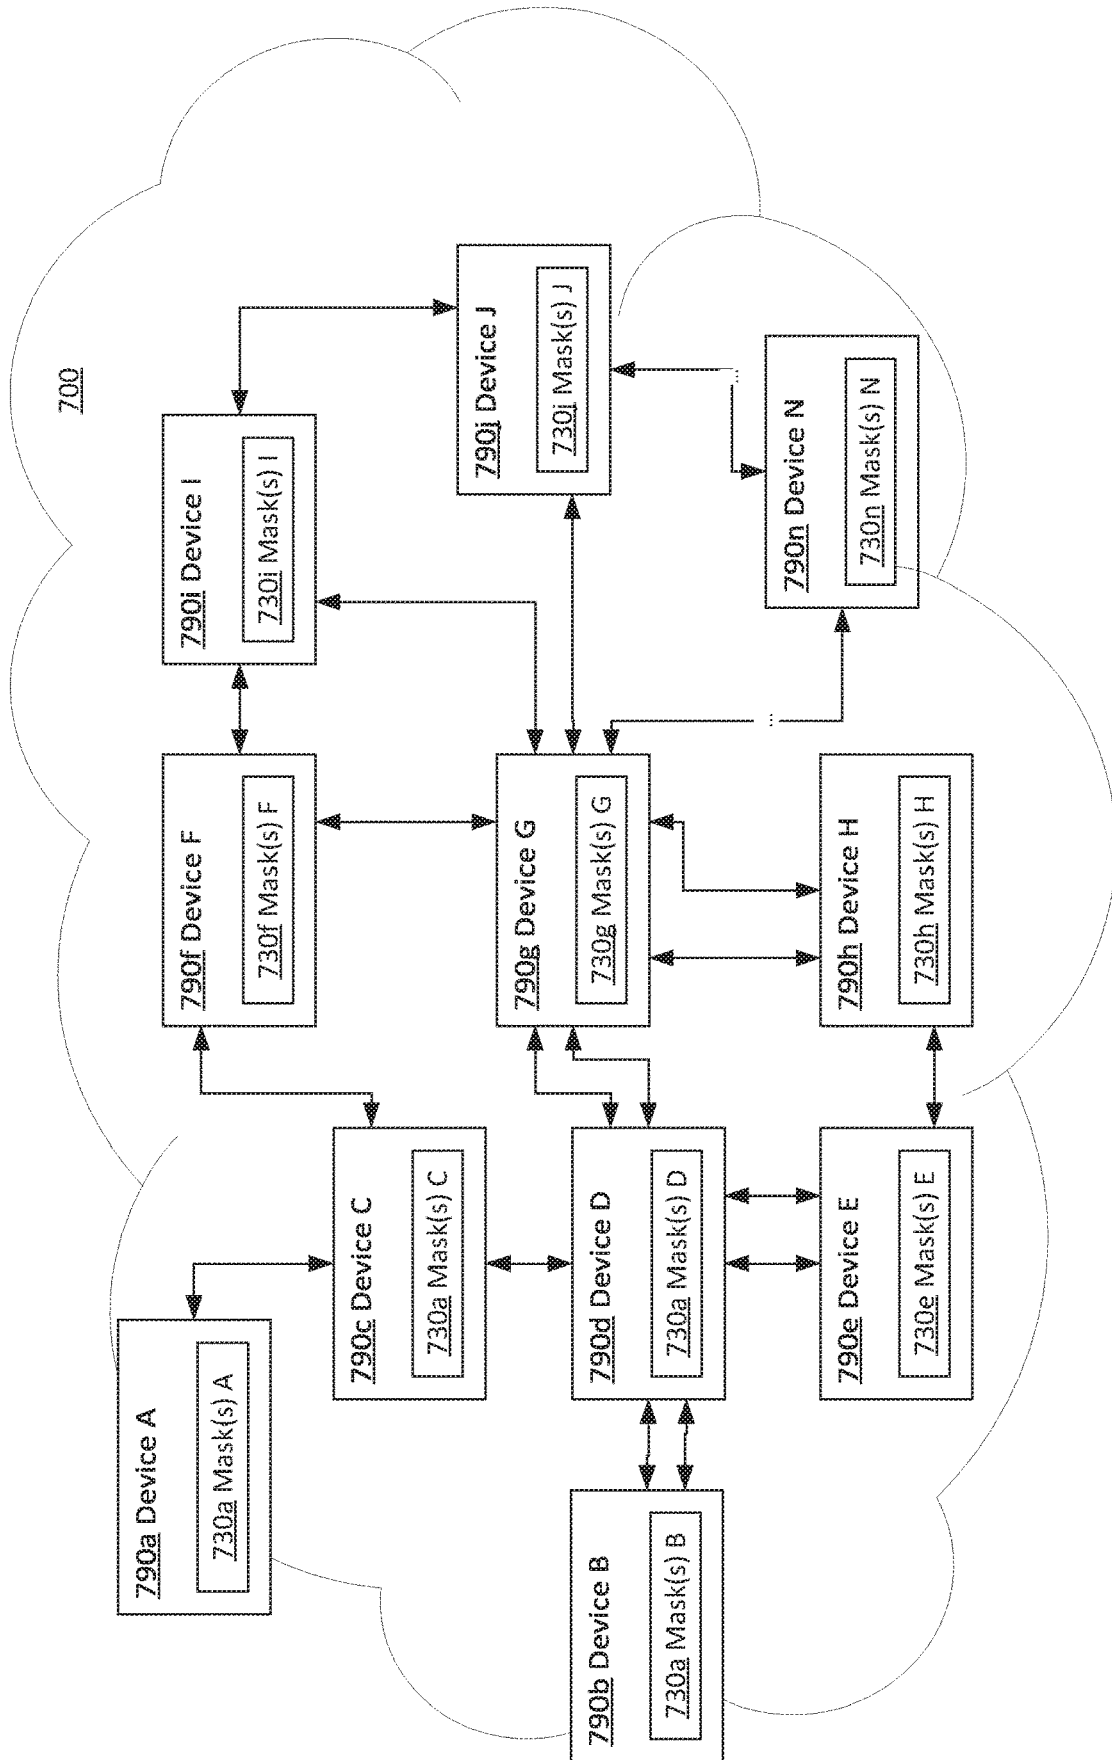 700
790a Device A
730a Mask(s) A
790f Device F
730f Mask(s) F
790i Device I
730i Mask(s) I
790c Device C
730a Mask(s) C
790j Device J
730j Mask(s) J
790g Device G
730g Mask(s) G
790b Device B
730a Mask(s) B
790d Device D
730a Mask(s) D
...
...
790n Device N
730n Mask(s) N
790e Device E
730e Mask(s) E
790h Device H
730h Mask(s) H